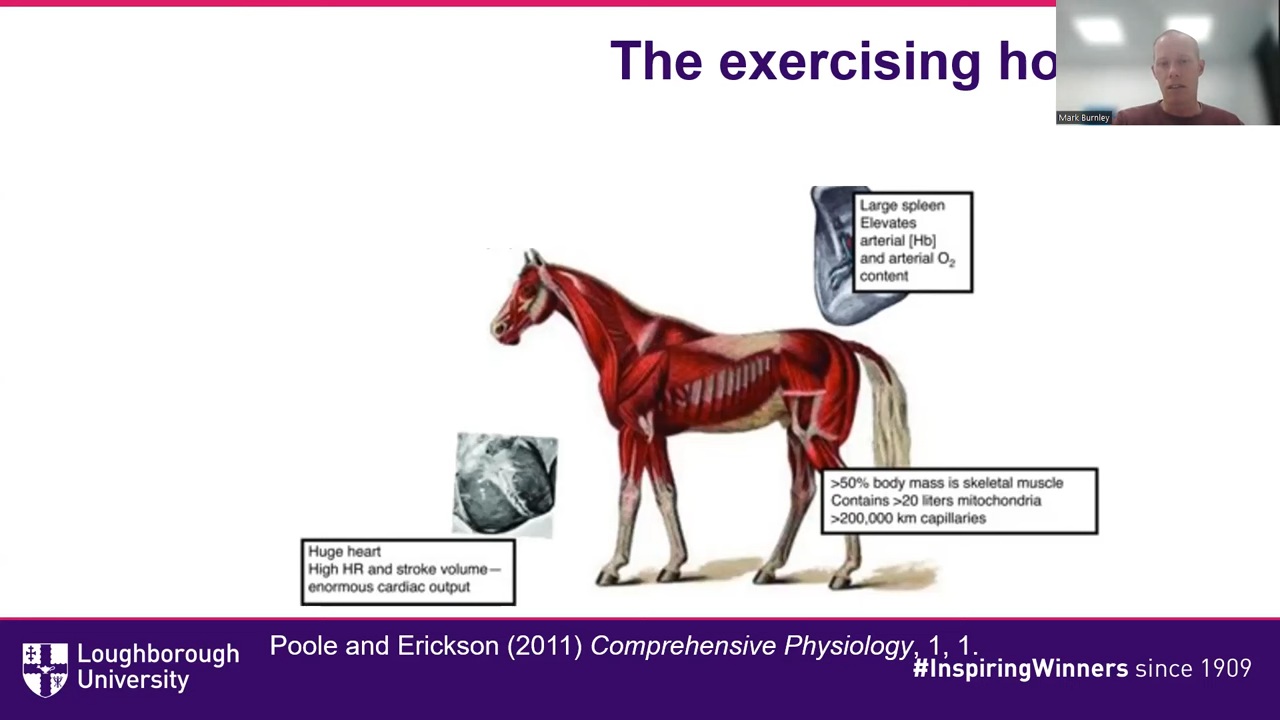 The exercising ho
Mark Burnley
Large spleen
Elevates
arterial [Hb]
and arterial O₂
content
>50% body mass is skeletal muscle
Contains >20 liters mitochondria
>200,000 km capillaries
Huge heart
High HR and stroke volume—
enormous cardiac output
Poole and Erickson (2011) Comprehensive Physiology, 1, 1.
Loughborough
University
#InspiringWinners since 1909